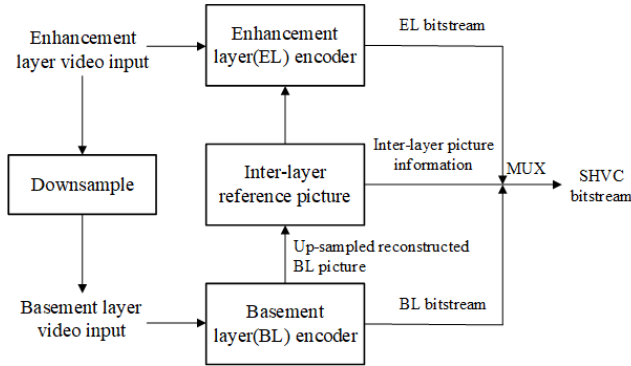 Enhancement
layer video input
Enhancement
layer(EL) encoder
EL bitstream
Downsample
Inter-layer
reference picture
Inter-layer picture
information
MUX
SHVC
bitstream
Up-sampled reconstructed
BL picture
Basement layer
video input
Basement
layer(BL) encoder
BL bitstream